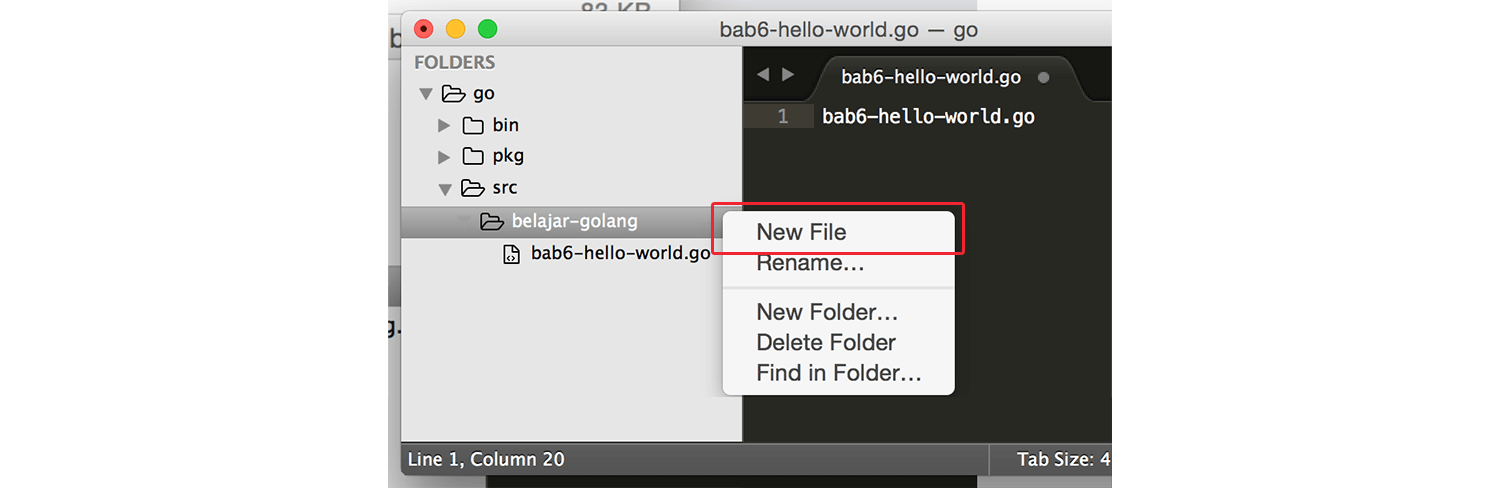 83 KB
bab6-hello-world.go — go
FOLDERS
go
bin
pkg
src
belajar-golang
bab6-hello-world.go
bab6-hello-world.go
1 bab6-hello-world.go
New File
Rename...
New Folder...
Delete Folder
Find in Folder...
Line 1, Column 20
Tab Size: 4